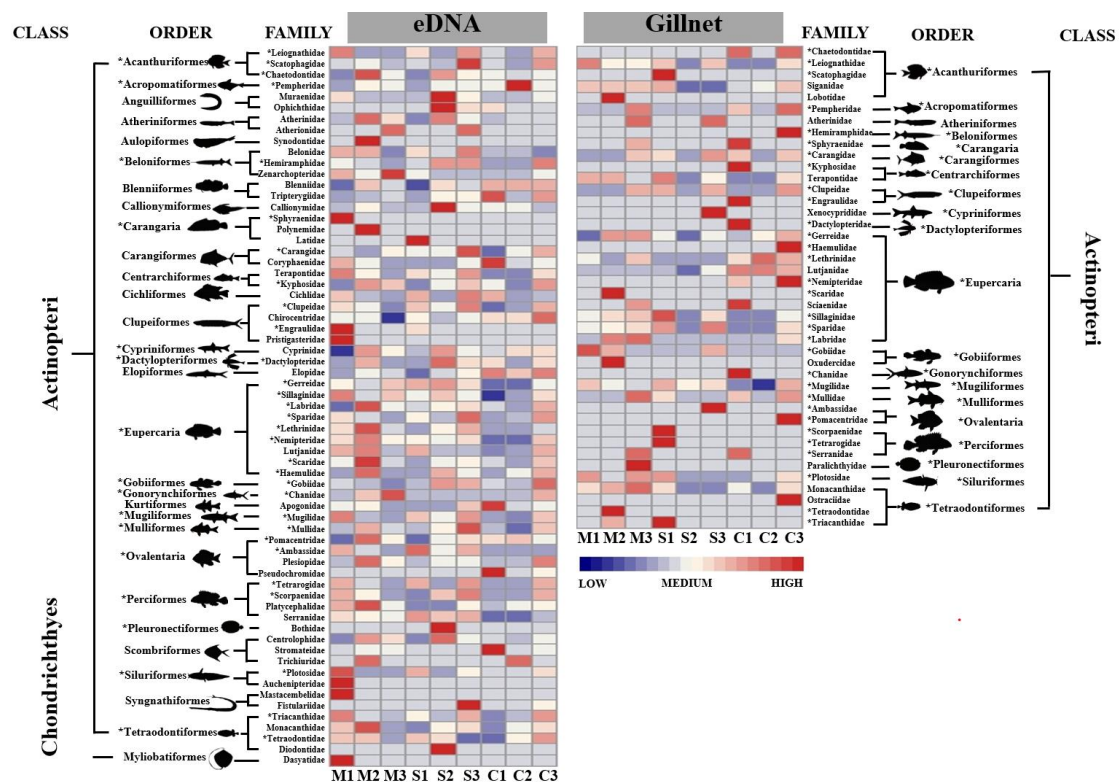 eDNA
Gillnet
CLASS
ORDER
FAMILY
FAMILY
ORDER
CLASS
Actinopteri
Chondrichthyes
*Acanthuriformes
*Acropomatiformes
Anguilliformes
Atheriniformes
Aulopiformes
*Beloniformes
Blenniiformes
Callionymiformes
*Carangaria
Carangiformes
Centrarchiformes
Cichliformes
Clupeiformes
*Cypriniformes
*Dactylopteriformes
Elopiformes
*Eupercaria
*Gobiiformes
*Gonorynchiformes
Kurtiformes
*Mugiliformes
*Mulliformes
*Ovalentaria
*Perciformes
*Pleuronectiformes
Scombriformes
*Siluriformes
Syngnathiformes
*Tetraodontiformes
Myliobatiformes
*Leiognathidae
*Scatophagidae
*Chaetodontidae
*Pempheridae
Muraenidae
Ophichthidae
Atherinidae
Atherionidae
Synodontidae
Belonidae
*Hemiramphidae
Zenarchopteridae
Blenniidae
Tripterygiidae
Callionymidae
*Sphyraenidae
Polynemidae
Latidae
*Carangidae
Coryphaenidae
Terapontidae
*Kyphosidae
Cichlidae
*Clupeidae
Chirocentridae
*Engraulidae
Pristigasteridae
Cyprinidae
*Dactylopteridae
Elopidae
*Gerreidae
*Sillaginidae
*Labridae
*Sparidae
*Lethrinidae
*Nemipteridae
Lutjanidae
*Scaridae
*Haemulidae
*Gobiidae
*Chanidae
Apogonidae
*Mugilidae
*Mullidae
*Pomacentridae
*Ambassidae
Plesiopidae
Pseudochromidae
*Tetrarogidae
*Scorpaenidae
Platycephalidae
Serranidae
Bothidae
Centrolophidae
Stromateidae
Trichiuridae
*Plotosidae
Auchenipteridae
Mastacembelidae
Fistulariidae
*Triacanthidae
Monacanthidae
*Tetraodontidae
Diodontidae
Dasyatidae
M1 M2 M3 S1 S2 S3 C1 C2 C3
*Chaetodontidae
*Leiognathidae
*Scatophagidae
Siganidae
Lobotidae
*Pempheridae
Atherinidae
*Hemiramphidae
*Sphyraenidae
*Carangidae
*Kyphosidae
Terapontidae
*Clupeidae
*Engraulidae
Xenocyprididae
*Dactylopteridae
*Gerreidae
*Haemulidae
*Lethrinidae
Lutjanidae
*Nemipteridae
*Scaridae
Sciaenidae
*Sillaginidae
*Sparidae
*Labridae
*Gobiidae
Oxudercidae
*Chanidae
*Mugilidae
*Mullidae
*Ambassidae
*Pomacentridae
*Scorpaenidae
*Tetrarogidae
*Serranidae
Paralichthyidae
*Plotosidae
Monacanthidae
Ostraciidae
*Tetraodontidae
*Triacanthidae
M1 M2 M3 S1 S2 S3 C1 C2 C3
LOW MEDIUM HIGH
*Acanthuriformes
*Acropomatiformes
Atheriniformes
*Beloniformes
*Carangaria
*Carangiformes
*Centrarchiformes
*Clupeiformes
*Cypriniformes
*Dactylopteriformes
*Eupercaria
*Gobiiformes
*Gonorynchiformes
*Mugiliformes
*Mulliformes
*Ovalentaria
*Perciformes
*Pleuronectiformes
*Siluriformes
*Tetraodontiformes
Actinopteri